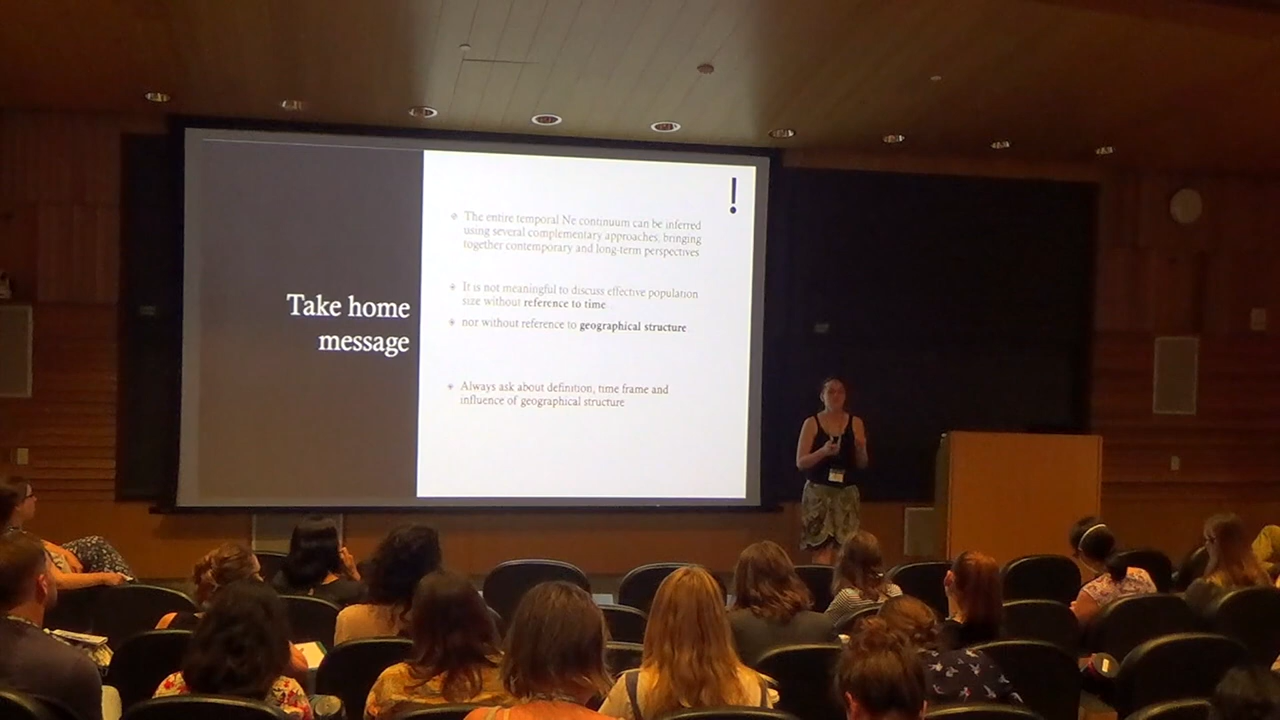 !
The entire temporal Ne continuum can be inferred
using several complementary approaches, bringing
together contemporary and long-term perspectives
It is not meaningful to discuss effective population
size without reference to time
nor without reference to geographical structure
Take home
message
Always ask about definition, time frame and
influence of geographical structure